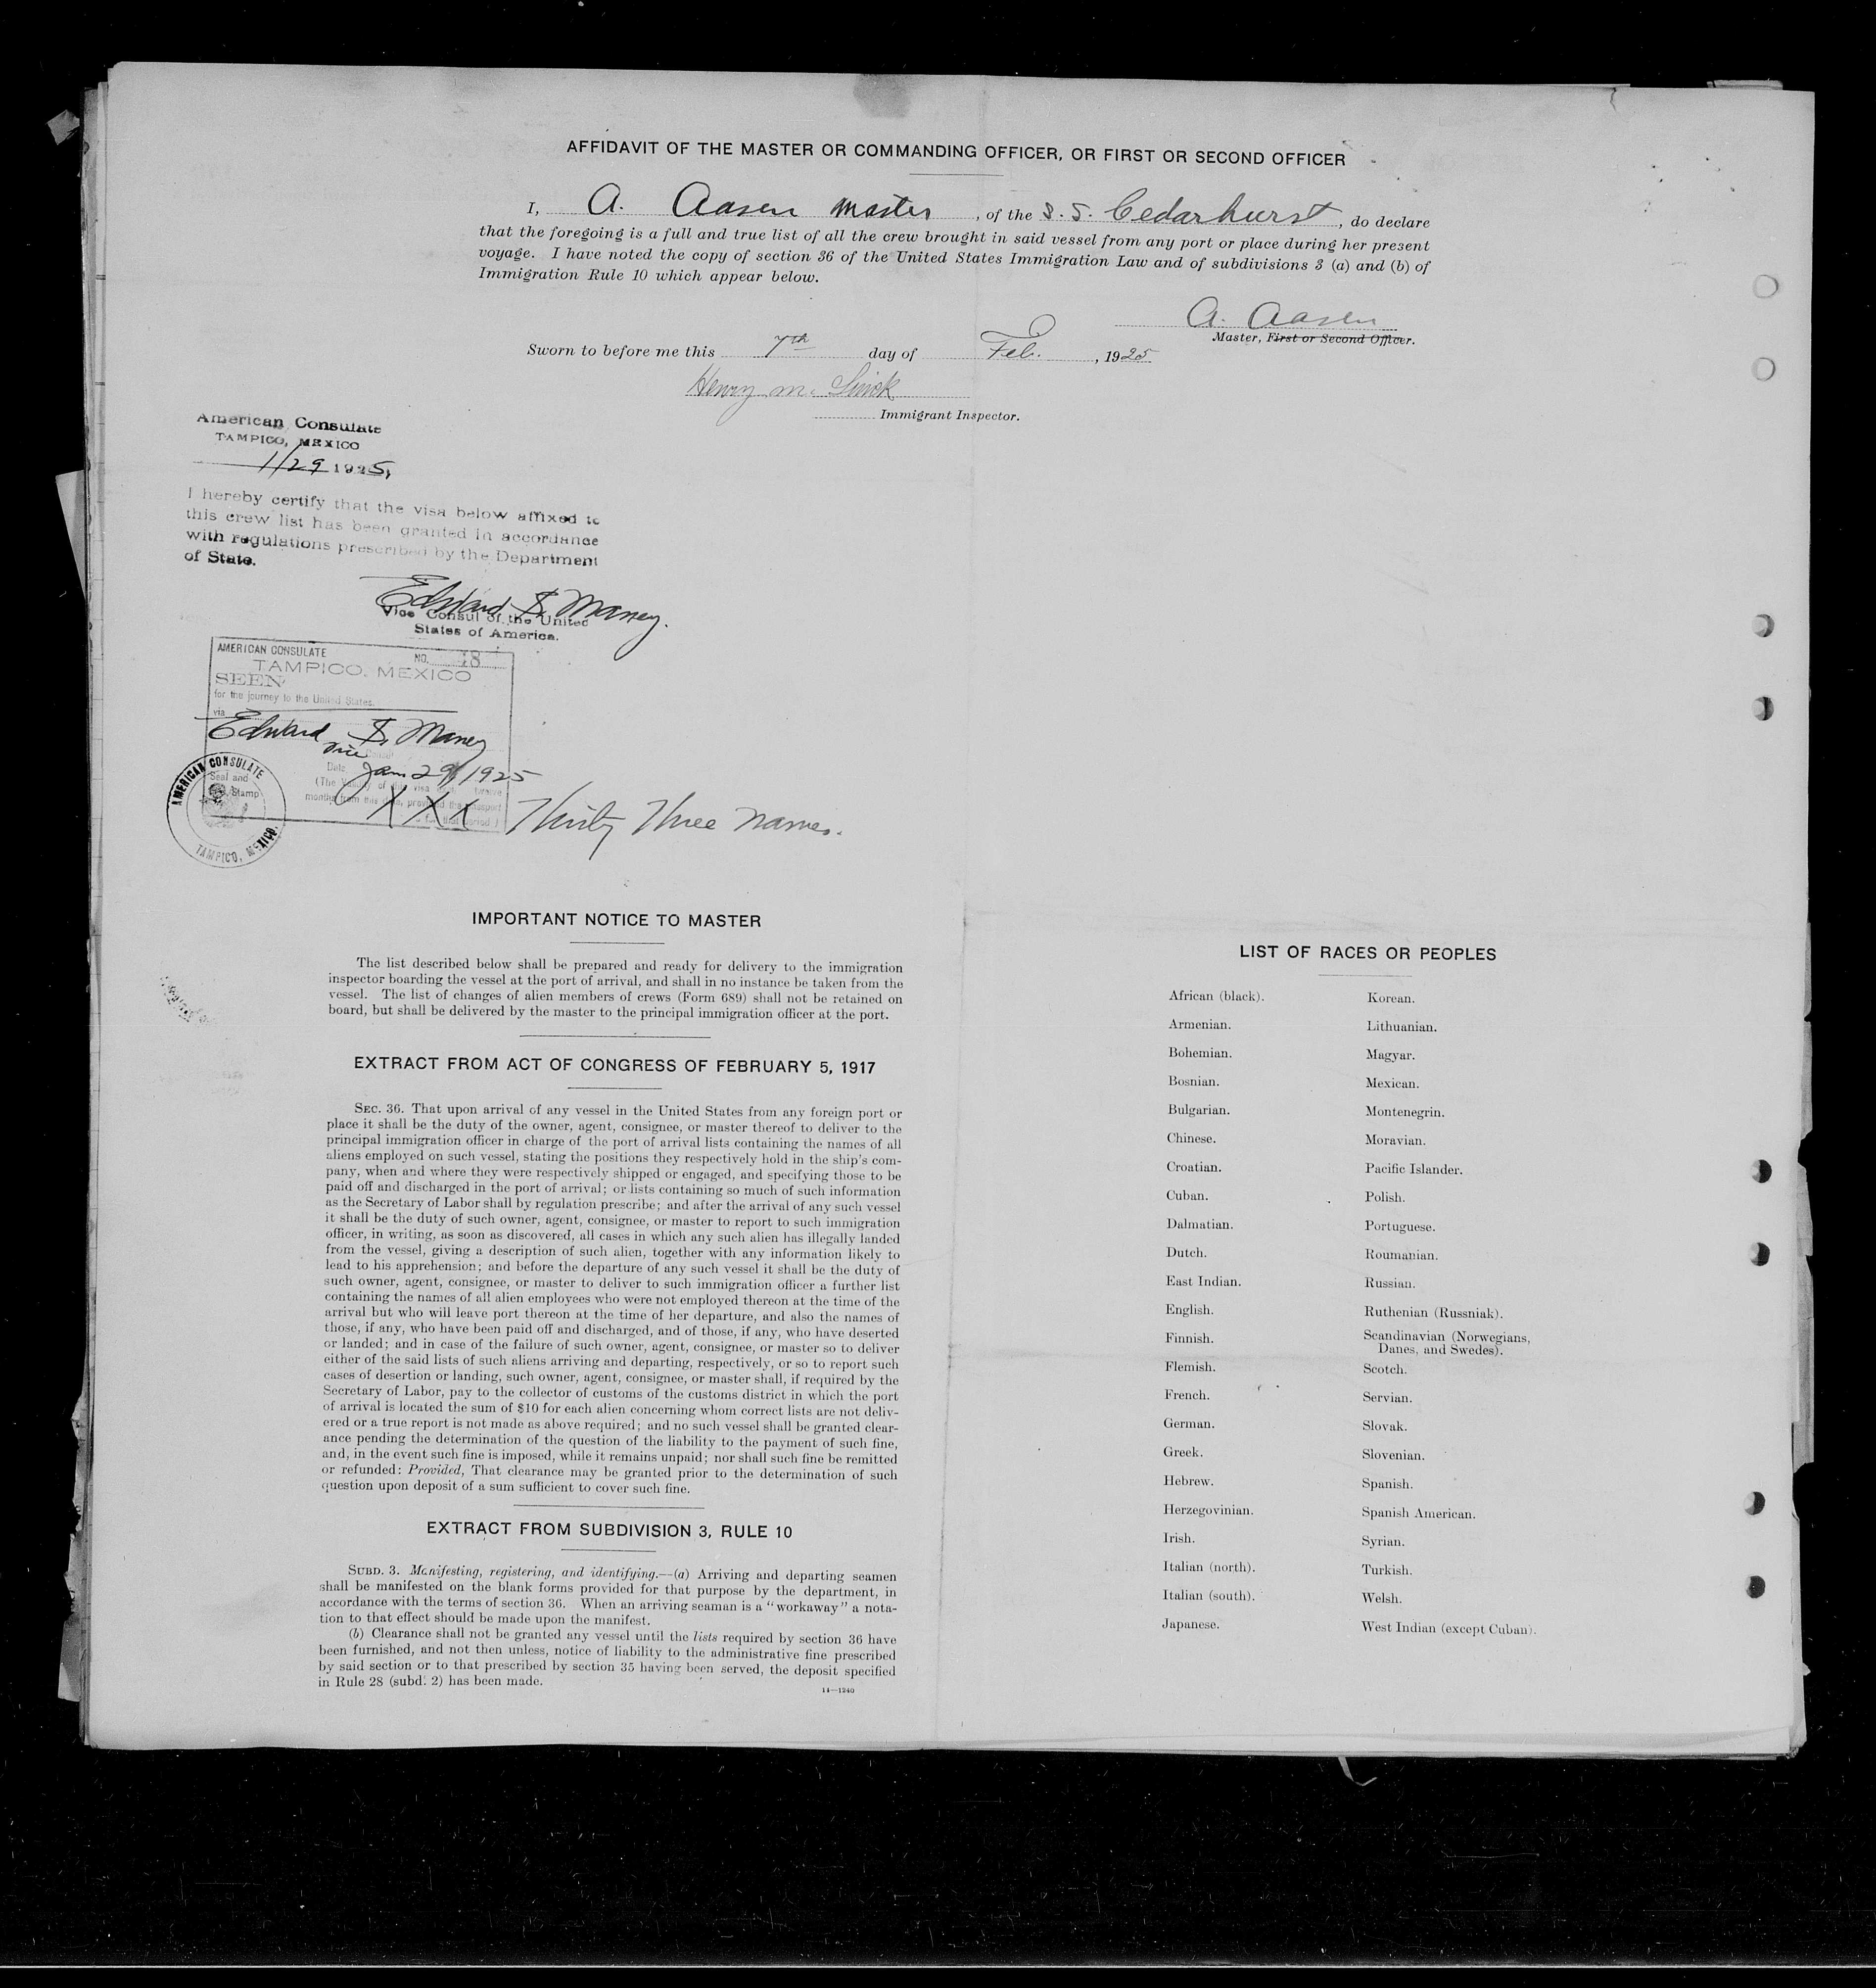 AFFIDAVIT OF THE MASTER OR COMMANDING OFFICER, OR FIRST OR SECOND OFFICER
I, A. Aasen master, of the S. S. Cedarhurst, do declare
that the foregoing is a full and true list of all the crew brought in said vessel from any port or place during her present
voyage. I have noted the copy of section 36 of the United States Immigration Law and of subdivisions 3 (a) and (b) of
Immigration Rule 10 which appear below.
A. Aasen
Master, First or Second Officer.
Sworn to before me this 7th day of Feb., 1925
Henry M.
Immigrant Inspector.
American Consulate
TAMPICO, MEXICO
1/29 1925,
I hereby certify that the visa below affixed to
this crew list has been granted in accordance
with regulations prescribed by the Department
of State.
Edward S. Maney.
Vice Consul of the United
States of America.
AMERICAN CONSULATE
NO. 48
TAMPICO, MEXICO
SEEN
for the journey to the United States.
via
Edward S. Maney
Vice
Date Jan 29, 1925
(The Validity of this visa twelve
months from this date, provided the passport
for that period)
XXX Thirty Three names.
AMERICAN CONSULATE
Seal and
Stamp
TAMPICO, MEXICO.
IMPORTANT NOTICE TO MASTER
The list described below shall be prepared and ready for delivery to the immigration
inspector boarding the vessel at the port of arrival, and shall in no instance be taken from the
vessel. The list of changes of alien members of crews (Form 689) shall not be retained on
board, but shall be delivered by the master to the principal immigration officer at the port.
EXTRACT FROM ACT OF CONGRESS OF FEBRUARY 5, 1917
SEC. 36. That upon arrival of any vessel in the United States from any foreign port or
place it shall be the duty of the owner, agent, consignee, or master thereof to deliver to the
principal immigration officer in charge of the port of arrival lists containing the names of all
aliens employed on such vessel, stating the positions they respectively hold in the ship's com-
pany, when and where they were respectively shipped or engaged, and specifying those to be
paid off and discharged in the port of arrival; or lists containing so much of such information
as the Secretary of Labor shall by regulation prescribe; and after the arrival of any such vessel
it shall be the duty of such owner, agent, consignee, or master to report to such immigration
officer, in writing, as soon as discovered, all cases in which any such alien has illegally landed
from the vessel, giving a description of such alien, together with any information likely to
lead to his apprehension; and before the departure of any such vessel it shall be the duty of
such owner, agent, consignee, or master to deliver to such immigration officer a further list
containing the names of all alien employees who were not employed thereon at the time of the
arrival but who will leave port thereon at the time of her departure, and also the names of
those, if any, who have been paid off and discharged, and of those, if any, who have deserted
or landed; and in case of the failure of such owner, agent, consignee, or master so to deliver
either of the said lists of such aliens arriving and departing, respectively, or so to report such
cases of desertion or landing, such owner, agent, consignee, or master shall, if required by the
Secretary of Labor, pay to the collector of customs of the customs district in which the port
of arrival is located the sum of $10 for each alien concerning whom correct lists are not deliv-
ered or a true report is not made as above required; and no such vessel shall be granted clear-
ance pending the determination of the question of the liability to the payment of such fine,
and, in the event such fine is imposed, while it remains unpaid; nor shall such fine be remitted
or refunded: Provided, That clearance may be granted prior to the determination of such
question upon deposit of a sum sufficient to cover such fine.
EXTRACT FROM SUBDIVISION 3, RULE 10
SUBD. 3. Manifesting, registering, and identifying.—(a) Arriving and departing seamen
shall be manifested on the blank forms provided for that purpose by the department, in
accordance with the terms of section 36. When an arriving seaman is a "workaway" a nota-
tion to that effect should be made upon the manifest.
(b) Clearance shall not be granted any vessel until the lists required by section 36 have
been furnished, and not then unless, notice of liability to the administrative fine prescribed
by said section or to that prescribed by section 35 having been served, the deposit specified
in Rule 28 (subd. 2) has been made.
14—1240
LIST OF RACES OR PEOPLES
African (black).
Armenian.
Bohemian.
Bosnian.
Bulgarian.
Chinese.
Croatian.
Cuban.
Dalmatian.
Dutch.
East Indian.
English.
Finnish.
Flemish.
French.
German.
Greek.
Hebrew.
Herzegovinian.
Irish.
Italian (north).
Italian (south).
Japanese.
Korean.
Lithuanian.
Magyar.
Mexican.
Montenegrin.
Moravian.
Pacific Islander.
Polish.
Portuguese.
Roumanian.
Russian.
Ruthenian (Russniak).
Scandinavian (Norwegians,
Danes, and Swedes).
Scotch.
Servian.
Slovak.
Slovenian.
Spanish.
Spanish American.
Syrian.
Turkish.
Welsh.
West Indian (except Cuban).